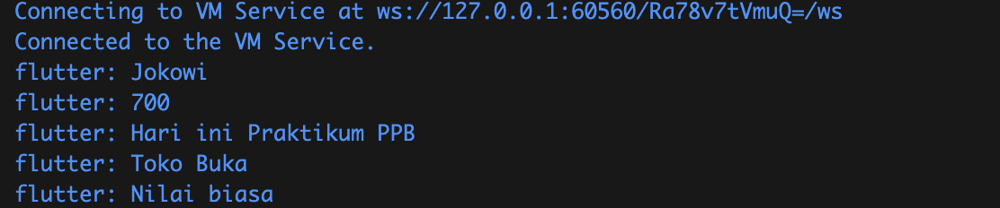 Connecting to VM Service at ws://127.0.0.1:60560/Ra78v7tVmuQ=/ws
Connected to the VM Service.
flutter: Jokowi
flutter: 700
flutter: Hari ini Praktikum PPB
flutter: Toko Buka
flutter: Nilai biasa